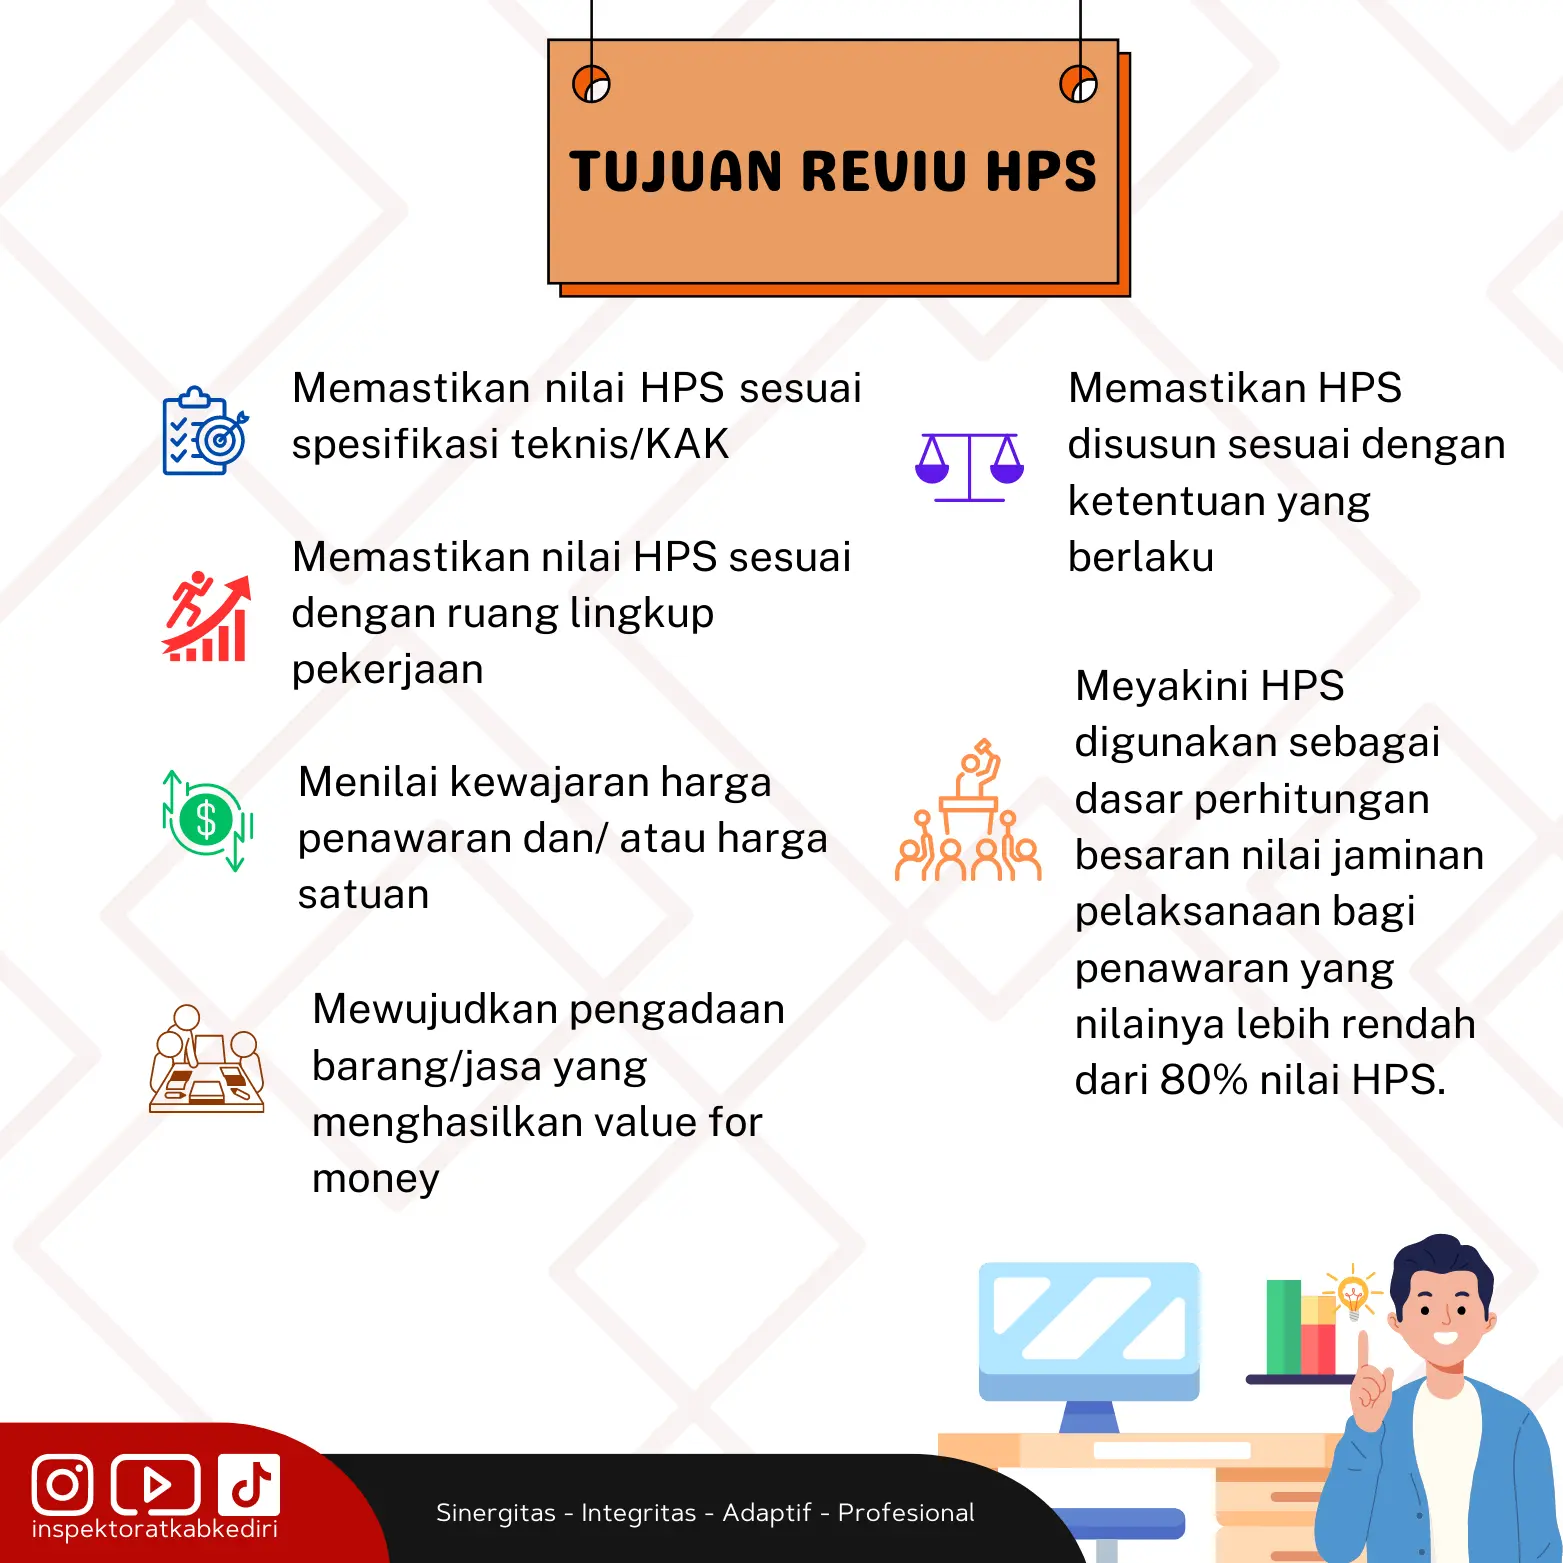 TUJUAN REVIU HPS
Memastikan nilai HPS sesuai
spesifikasi teknis/KAK
Memastikan nilai HPS sesuai
dengan ruang lingkup
pekerjaan
Menilai kewajaran harga
penawaran dan/ atau harga
satuan
Mewujudkan pengadaan
barang/jasa yang
menghasilkan value for
money
Memastikan HPS
disusun sesuai dengan
ketentuan yang
berlaku
Meyakini HPS
digunakan sebagai
dasar perhitungan
besaran nilai jaminan
pelaksanaan bagi
penawaran yang
nilainya lebih rendah
dari 80% nilai HPS.
inspektoratkabkediri
Sinergitas - Integritas - Adaptif - Profesional